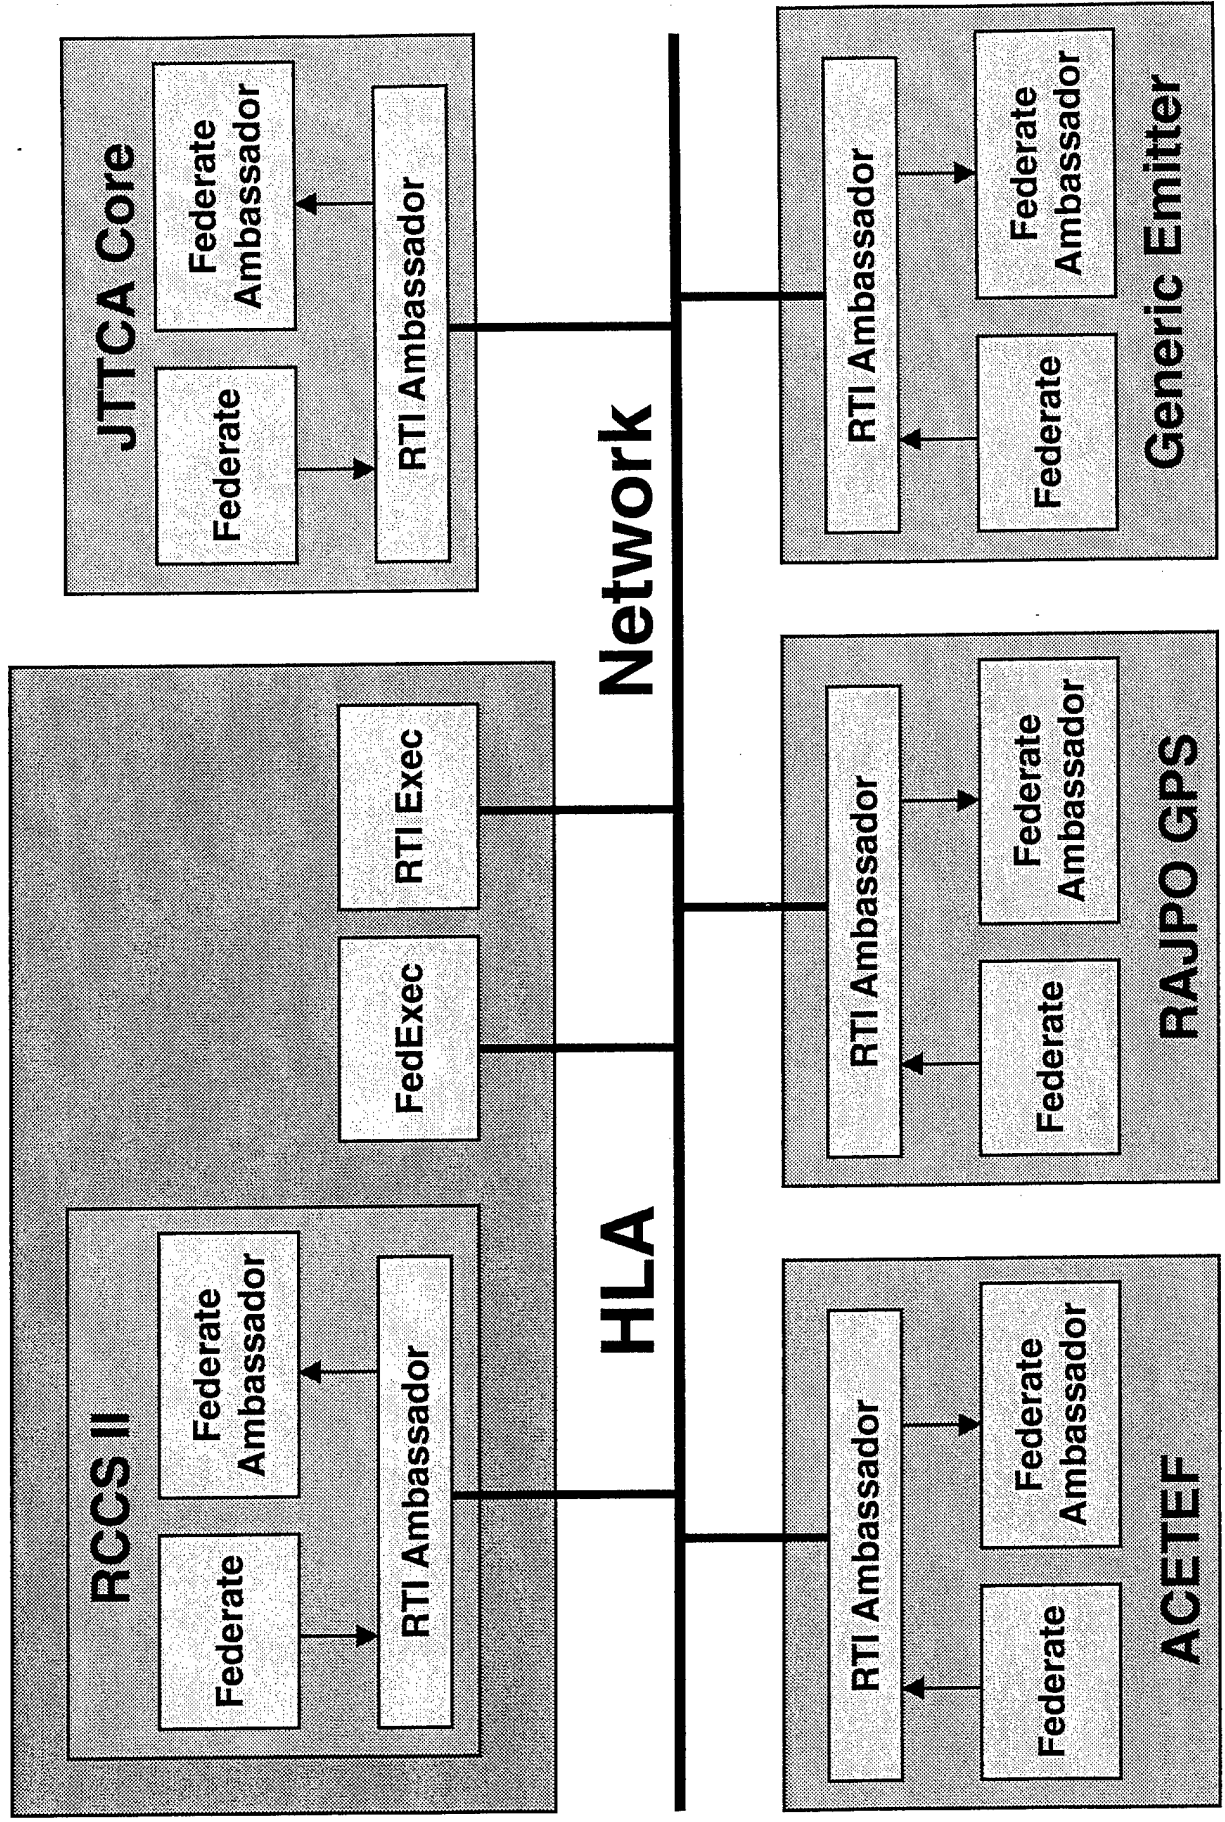 RCCS II
Federate
Federate
Ambassador
RTI Ambassador
FedExec
RTI Exec
JTTCA Core
Federate
Federate
Ambassador
RTI Ambassador
HLA
Network
RTI Ambassador
Federate
Federate
Ambassador
ACETEF
RTI Ambassador
Federate
Federate
Ambassador
RAJPO GPS
RTI Ambassador
Federate
Federate
Ambassador
Generic Emitter